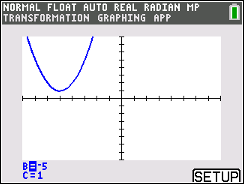 NORMAL FLOAT AUTO REAL RADIAN MP
TRANSFORMATION GRAPHING APP
B=-5
C=1
SETUP